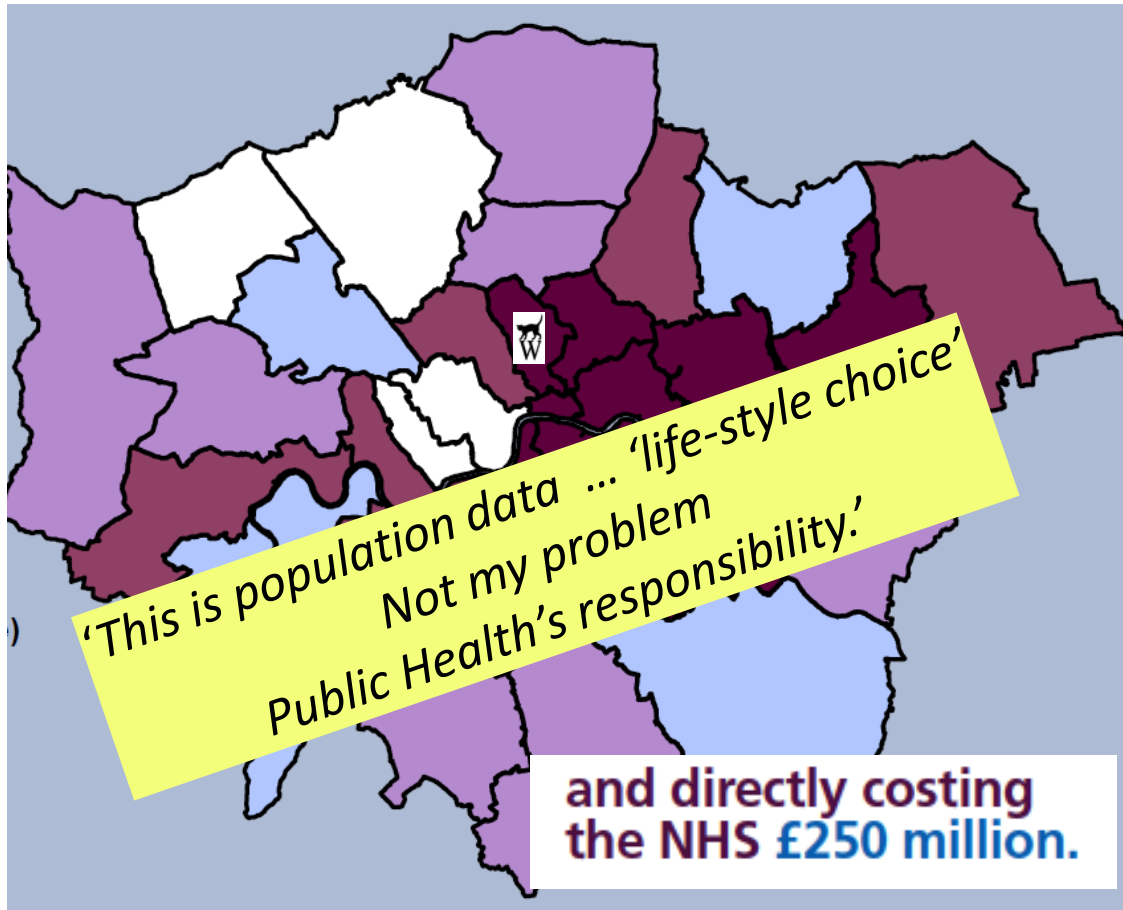 W
‘This is population data ... ‘life-style choice’
Not my problem
Public Health’s responsibility.’
)
and directly costing
the NHS £250 million.